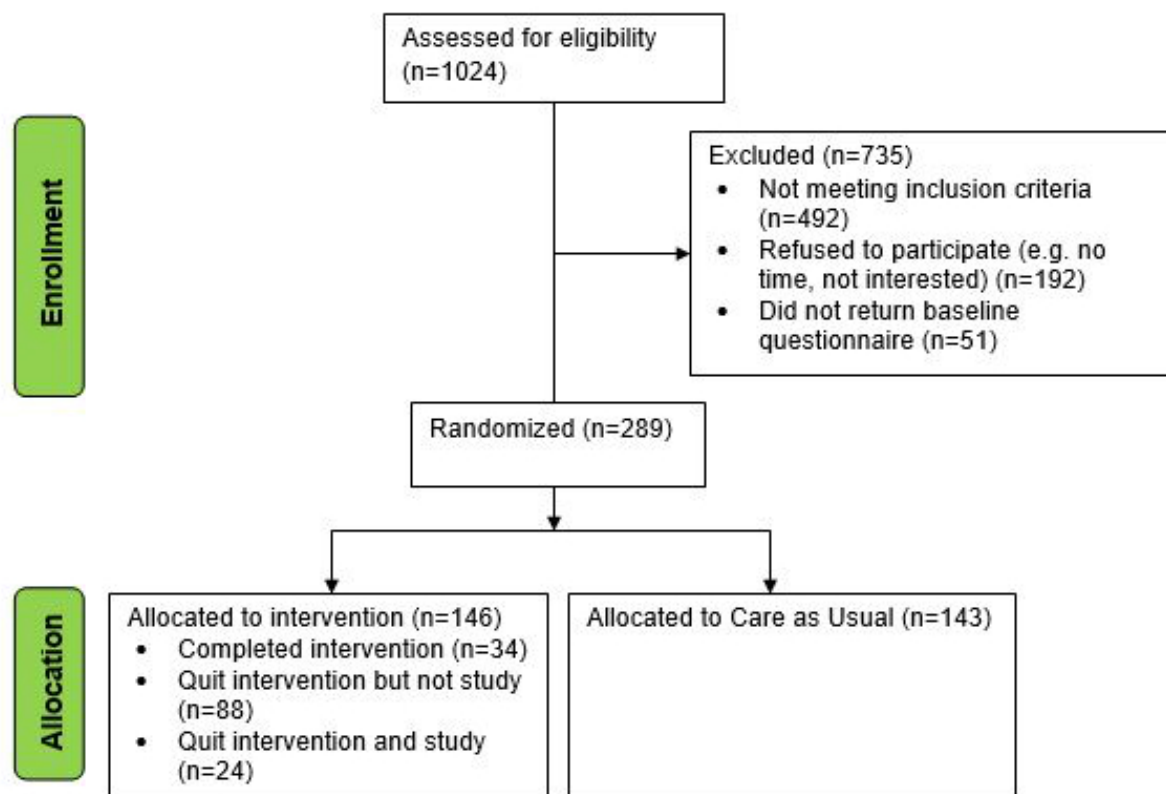 Assessed for eligibility
(n=1024)
Enrollment
Excluded (n=735)
• Not meeting inclusion criteria
(n=492)
• Refused to participate (e.g. no
time, not interested) (n=192)
• Did not return baseline
questionnaire (n=51)
Randomized (n=289)
Allocation
Allocated to intervention (n=146)
• Completed intervention (n=34)
• Quit intervention but not study
(n=88)
• Quit intervention and study
(n=24)
Allocated to Care as Usual (n=143)